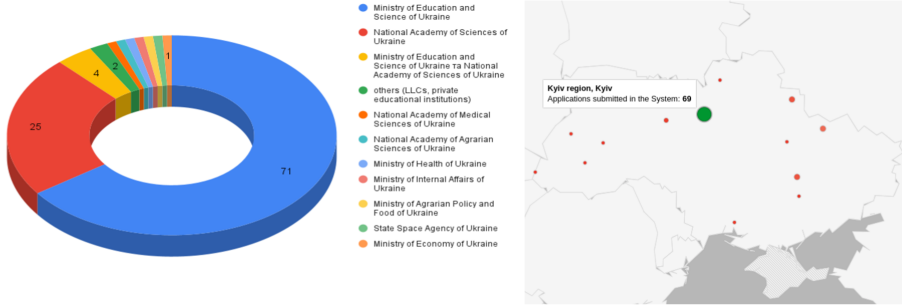 71
25
4
2
1
Ministry of Education and
Science of Ukraine
National Academy of Sciences of
Ukraine
Ministry of Education and
Science of Ukraine та National
Academy of Sciences of Ukraine
others (LLCs, private
educational institutions)
National Academy of Medical
Sciences of Ukraine
National Academy of Agrarian
Sciences of Ukraine
Ministry of Health of Ukraine
Ministry of Internal Affairs of
Ukraine
Ministry of Agrarian Policy and
Food of Ukraine
State Space Agency of Ukraine
Ministry of Economy of Ukraine
Kyiv region, Kyiv
Applications submitted in the System: 69